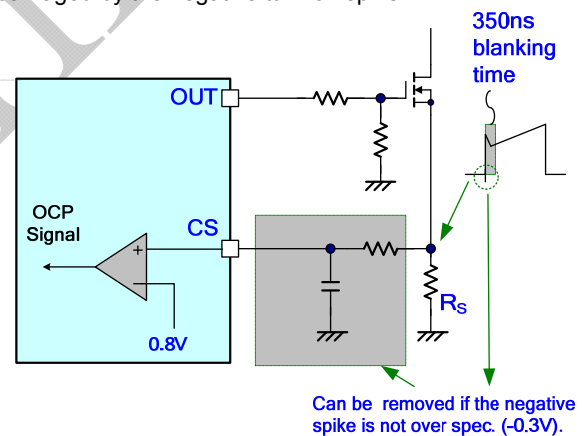 350ns
blanking
time
OUT
OCP
Signal
CS
+
0.8V
RS
Can be removed if the negative
spike is not over spec. (-0.3V).